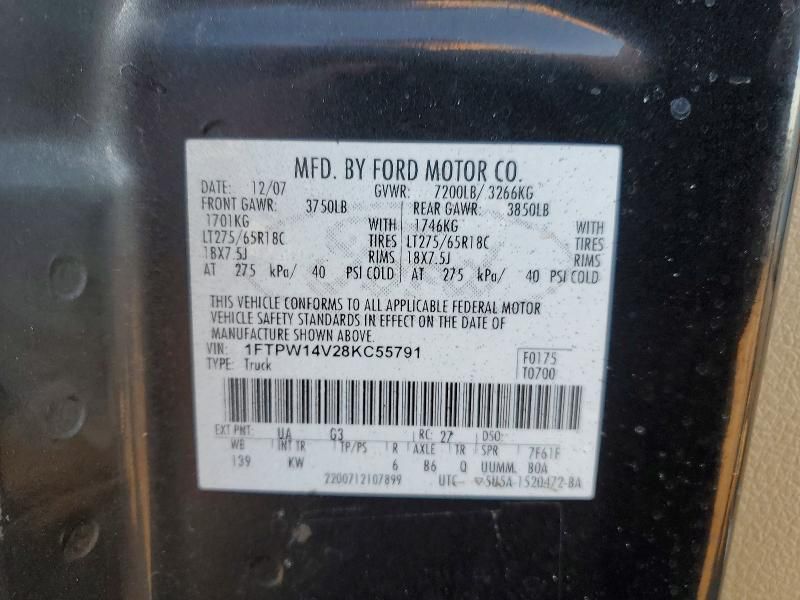 MFD. BY FORD MOTOR CO.
DATE: 12/07 GVWR: 7200LB/ 3266KG
FRONT GAWR: 3750LB REAR GAWR: 3850LB
1701KG WITH 1746KG WITH
LT275/65R18C TIRES LT275/65R18C TIRES
18X7.5J RIMS 18X7.5J RIMS
AT 275 kPa/ 40 PSI COLD AT 275 kPa/ 40 PSI COLD
THIS VEHICLE CONFORMS TO ALL APPLICABLE FEDERAL MOTOR
VEHICLE SAFETY STANDARDS IN EFFECT ON THE DATE OF
MANUFACTURE SHOWN ABOVE.
VIN: 1FTPW14V28KC55791 F0175
TYPE: Truck T0700
EXT PNT: UA G3 RC: 27 DSO:
WB INT TR TP/PS R AXLE TR SPR 7F61F
139 KW 6 B6 Q UUMM BOA
2200712107899 UTC 5U5A-1520472-BA